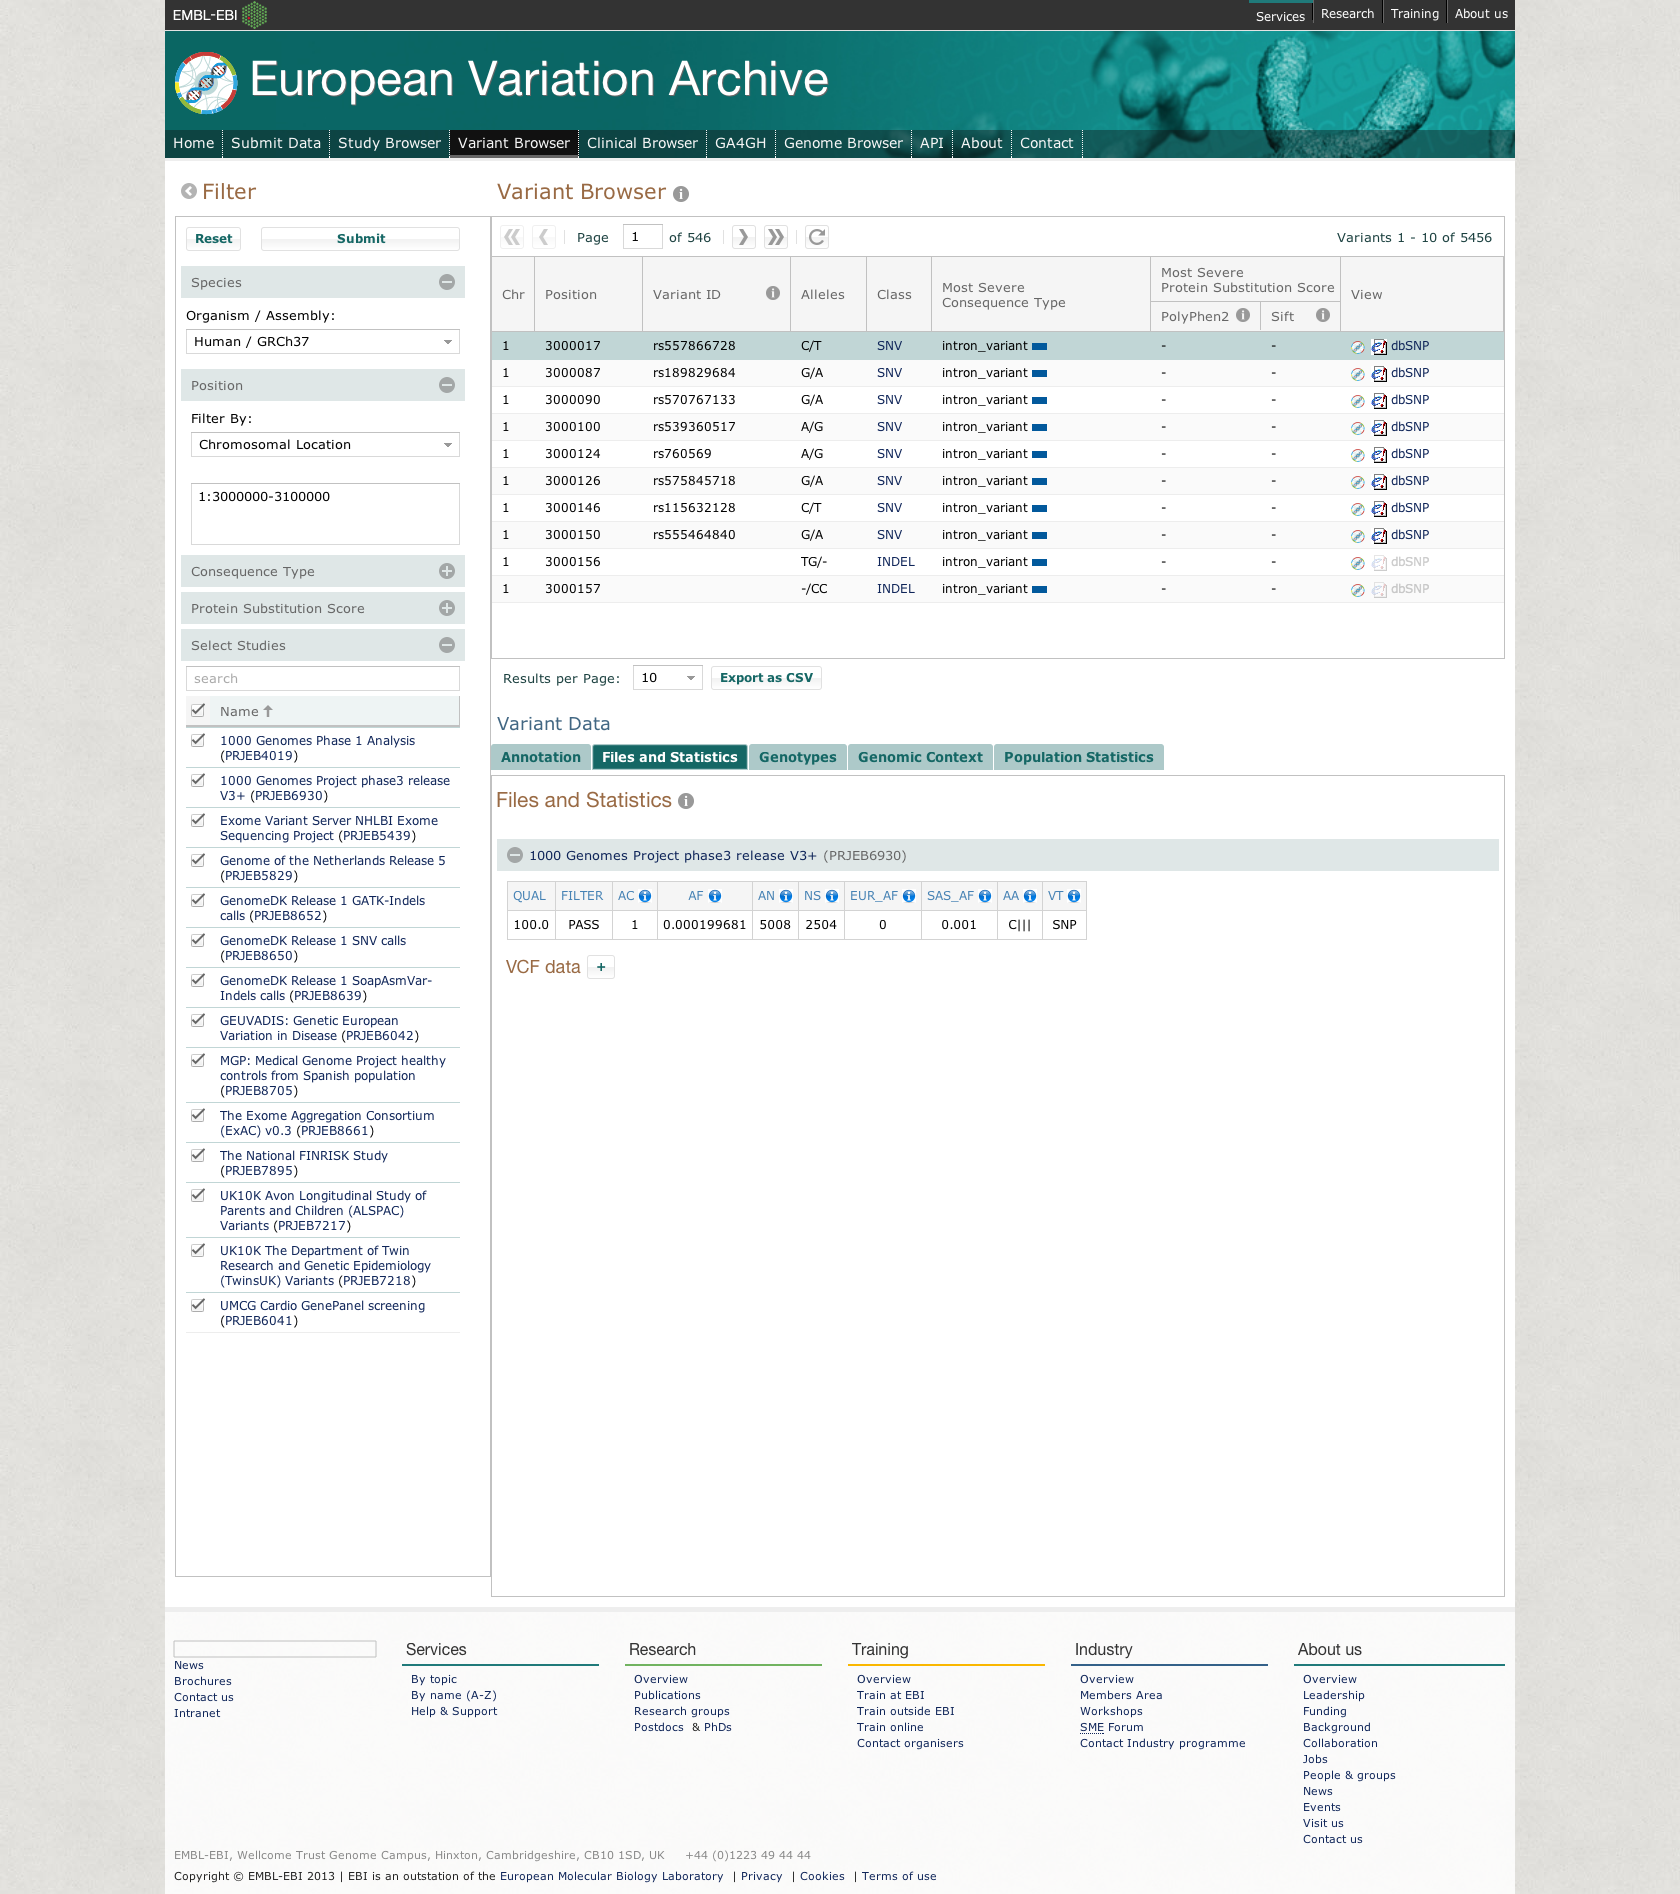 EMBL-EBI
Services Research Training About us
European Variation Archive
Home Submit Data Study Browser Variant Browser Clinical Browser GA4GH Genome Browser API About Contact
Filter
Reset Submit
Species
Organism / Assembly:
Human / GRCh37
Position
Filter By:
Chromosomal Location
1:3000000-3100000
Consequence Type
Protein Substitution Score
Select Studies
search
Name
1000 Genomes Phase 1 Analysis
(PRJEB4019)
1000 Genomes Project phase3 release
V3+ (PRJEB6930)
Exome Variant Server NHLBI Exome
Sequencing Project (PRJEB5439)
Genome of the Netherlands Release 5
(PRJEB5829)
GenomeDK Release 1 GATK-Indels
calls (PRJEB8652)
GenomeDK Release 1 SNV calls
(PRJEB8650)
GenomeDK Release 1 SoapAsmVar-
Indels calls (PRJEB8639)
GEUVADIS: Genetic European
Variation in Disease (PRJEB6042)
MGP: Medical Genome Project healthy
controls from Spanish population
(PRJEB8705)
The Exome Aggregation Consortium
(ExAC) v0.3 (PRJEB8661)
The National FINRISK Study
(PRJEB7895)
UK10K Avon Longitudinal Study of
Parents and Children (ALSPAC)
Variants (PRJEB7217)
UK10K The Department of Twin
Research and Genetic Epidemiology
(TwinsUK) Variants (PRJEB7218)
UMCG Cardio GenePanel screening
(PRJEB6041)
Variant Browser
Page 1 of 546 Variants 1 - 10 of 5456
Chr Position Variant ID Alleles Class Most Severe
Consequence Type
Most Severe
Protein Substitution Score
PolyPhen2 Sift
View
1 3000017 rs557866728 C/T SNV intron_variant - - dbSNP
1 3000087 rs189829684 G/A SNV intron_variant - - dbSNP
1 3000090 rs570767133 G/A SNV intron_variant - - dbSNP
1 3000100 rs539360517 A/G SNV intron_variant - - dbSNP
1 3000124 rs760569 A/G SNV intron_variant - - dbSNP
1 3000126 rs575845718 G/A SNV intron_variant - - dbSNP
1 3000146 rs115632128 C/T SNV intron_variant - - dbSNP
1 3000150 rs555464840 G/A SNV intron_variant - - dbSNP
1 3000156 TG/- INDEL intron_variant - - dbSNP
1 3000157 -/CC INDEL intron_variant - - dbSNP
Results per Page: 10 Export as CSV
Variant Data
Annotation Files and Statistics Genotypes Genomic Context Population Statistics
Files and Statistics
1000 Genomes Project phase3 release V3+ (PRJEB6930)
QUAL FILTER AC AF AN NS EUR_AF SAS_AF AA VT
100.0 PASS 1 0.000199681 5008 2504 0 0.001 C||| SNP
VCF data +
News
Brochures
Contact us
Intranet
Services
By topic
By name (A-Z)
Help & Support
Research
Overview
Publications
Research groups
Postdocs & PhDs
Training
Overview
Train at EBI
Train outside EBI
Train online
Contact organisers
Industry
Overview
Members Area
Workshops
SME Forum
Contact Industry programme
About us
Overview
Leadership
Funding
Background
Collaboration
Jobs
People & groups
News
Events
Visit us
Contact us
EMBL-EBI, Wellcome Trust Genome Campus, Hinxton, Cambridgeshire, CB10 1SD, UK +44 (0)1223 49 44 44
Copyright © EMBL-EBI 2013 | EBI is an outstation of the European Molecular Biology Laboratory | Privacy | Cookies | Terms of use